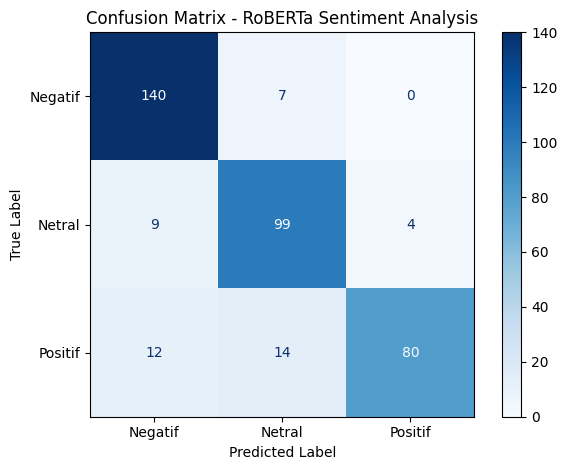 Confusion Matrix - RoBERTa Sentiment Analysis
True Label
Negatif 140 7 0
Netral 9 99 4
Positif 12 14 80
Negatif Netral Positif
Predicted Label
140
120
100
80
60
40
20
0